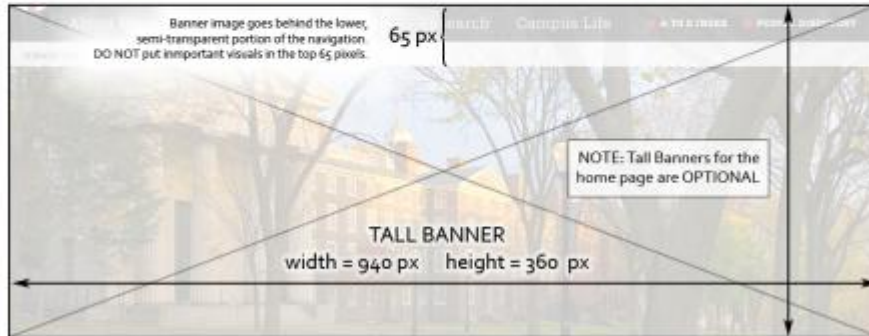 Banner image goes behind the lower,
semi-transparent portion of the navigation.
DO NOT put inmportant visuals in the top 65 pixels.
65 px
Campus Life
NOTE: Tall Banners for the
home page are OPTIONAL
TALL BANNER
width = 940 px height = 360 px